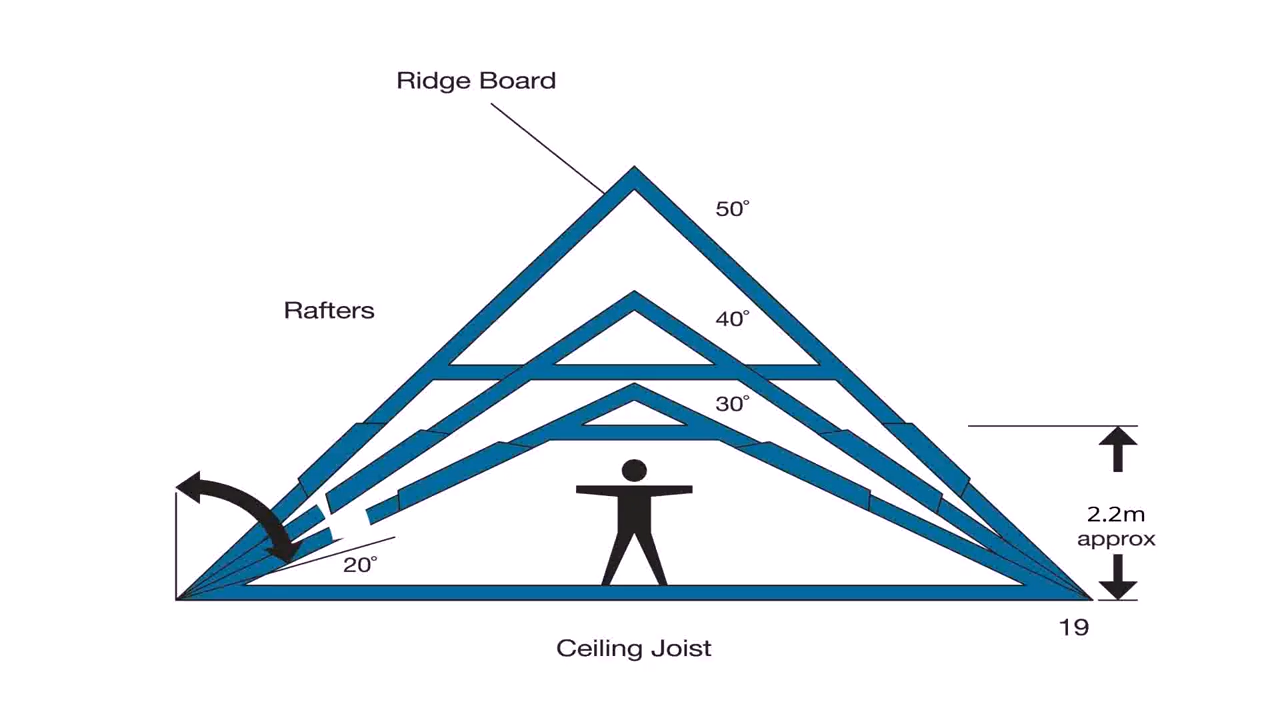 Ridge Board
50°
Rafters
40°
30°
2.2m
approx
20°
19
Ceiling Joist